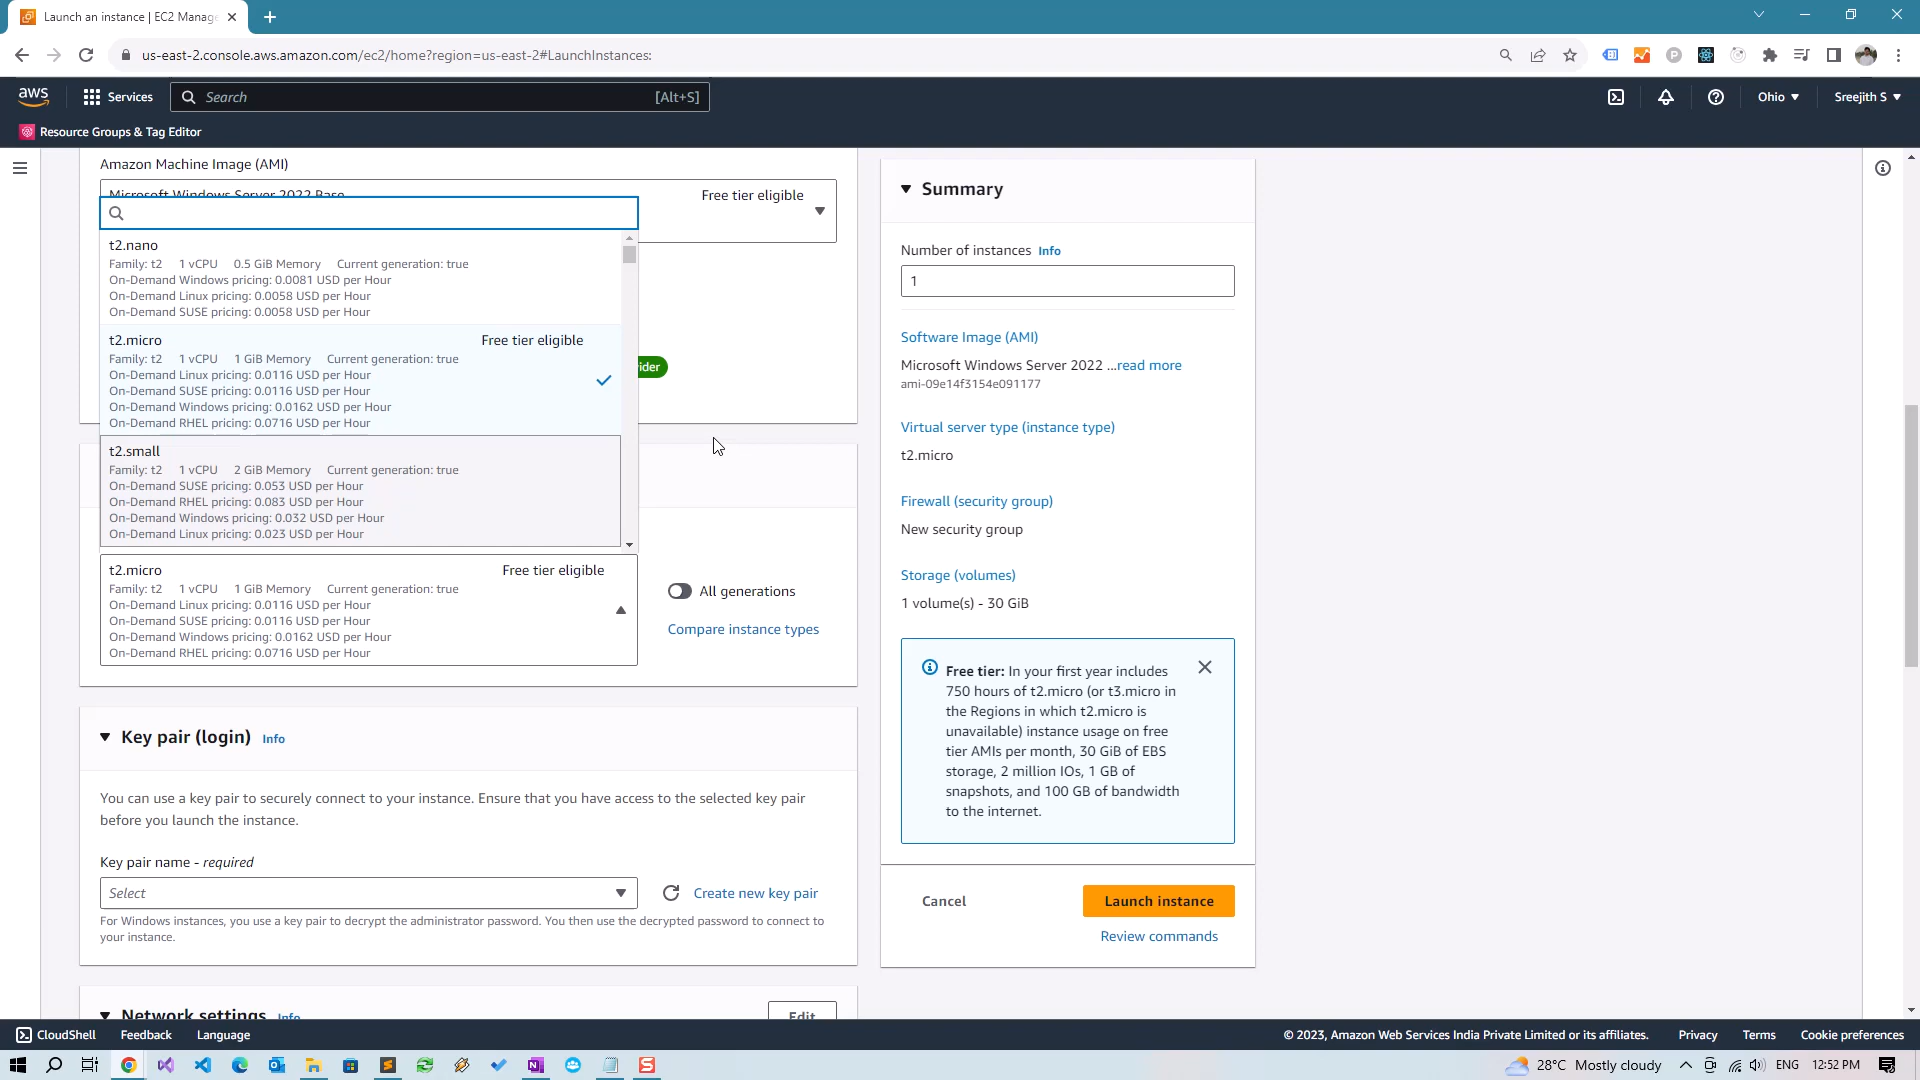 Launch an instance | EC2 Manage
us-east-2.console.aws.amazon.com/ec2/home?region=us-east-2#LaunchInstances:
aws
Services
Search
[Alt+S]
Ohio
Sreejith S
Resource Groups & Tag Editor
Amazon Machine Image (AMI)
Microsoft Windows Server 2022 Base
Free tier eligible
t2.nano
Family: t2 1 vCPU 0.5 GiB Memory Current generation: true
On-Demand Windows pricing: 0.0081 USD per Hour
On-Demand Linux pricing: 0.0058 USD per Hour
On-Demand SUSE pricing: 0.0058 USD per Hour
t2.micro Free tier eligible
Family: t2 1 vCPU 1 GiB Memory Current generation: true
On-Demand Linux pricing: 0.0116 USD per Hour
On-Demand SUSE pricing: 0.0116 USD per Hour
On-Demand Windows pricing: 0.0162 USD per Hour
On-Demand RHEL pricing: 0.0716 USD per Hour
ider
t2.small
Family: t2 1 vCPU 2 GiB Memory Current generation: true
On-Demand SUSE pricing: 0.053 USD per Hour
On-Demand RHEL pricing: 0.083 USD per Hour
On-Demand Windows pricing: 0.032 USD per Hour
On-Demand Linux pricing: 0.023 USD per Hour
t2.micro Free tier eligible
Family: t2 1 vCPU 1 GiB Memory Current generation: true
On-Demand Linux pricing: 0.0116 USD per Hour
On-Demand SUSE pricing: 0.0116 USD per Hour
On-Demand Windows pricing: 0.0162 USD per Hour
On-Demand RHEL pricing: 0.0716 USD per Hour
All generations
Compare instance types
Key pair (login) Info
You can use a key pair to securely connect to your instance. Ensure that you have access to the selected key pair
before you launch the instance.
Key pair name - required
Select
Create new key pair
For Windows instances, you use a key pair to decrypt the administrator password. You then use the decrypted password to connect to
your instance.
Network settings Info
Edit
Summary
Number of instances Info
1
Software Image (AMI)
Microsoft Windows Server 2022 ...read more
ami-09e14f3154e091177
Virtual server type (instance type)
t2.micro
Firewall (security group)
New security group
Storage (volumes)
1 volume(s) - 30 GiB
Free tier: In your first year includes
750 hours of t2.micro (or t3.micro in
the Regions in which t2.micro is
unavailable) instance usage on free
tier AMIs per month, 30 GiB of EBS
storage, 2 million IOs, 1 GB of
snapshots, and 100 GB of bandwidth
to the internet.
Cancel
Launch instance
Review commands
CloudShell
Feedback
Language
© 2023, Amazon Web Services India Private Limited or its affiliates.
Privacy
Terms
Cookie preferences
28°C Mostly cloudy
ENG
12:52 PM